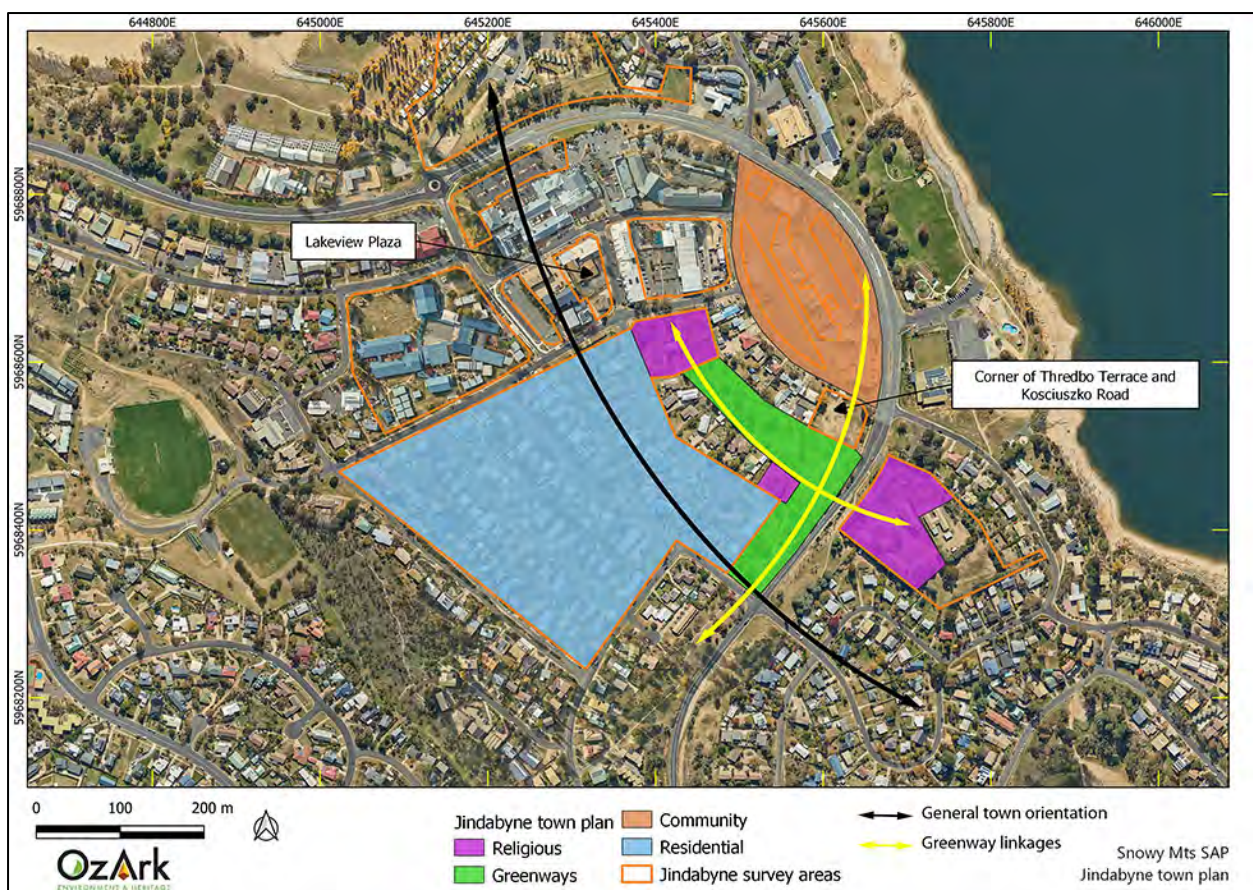 644800E 645000E 645200E 645400E 645600E 645800E 646000E
5968800N
Lakeview Plaza
5968600N
Corner of Thredbo Terrace and
Kosciuszko Road
5968400N
5968200N
0 100 200 m
OzArk
ENVIRONMENT & HERITAGE
Jindabyne town plan
Religious
Greenways
Community
Residential
Jindabyne survey areas
General town orientation
Greenway linkages
Snowy Mts SAP
Jindabyne town plan